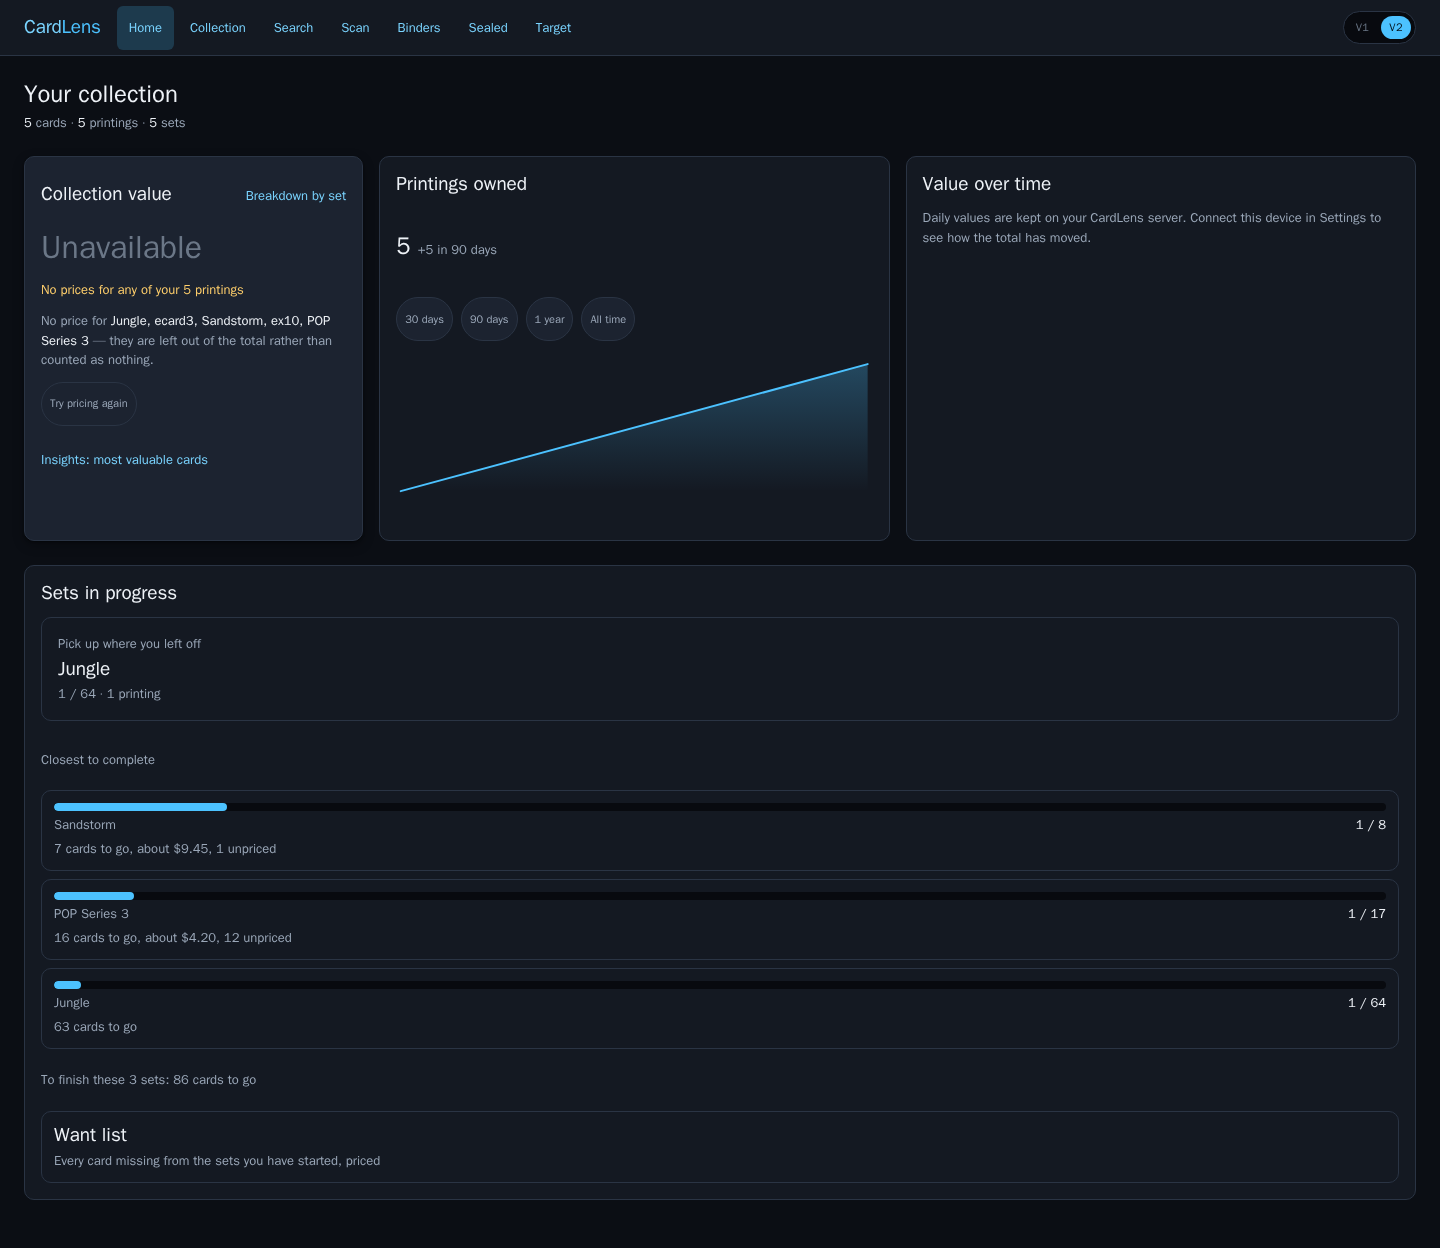 CardLens Home Collection Search Scan Binders Sealed Target V1 V2
Your collection
5 cards · 5 printings · 5 sets
Collection value Breakdown by set
Unavailable
No prices for any of your 5 printings
No price for Jungle, ecard3, Sandstorm, ex10, POP
Series 3 — they are left out of the total rather than
counted as nothing.
Try pricing again
Insights: most valuable cards
Printings owned
5 +5 in 90 days
30 days 90 days 1 year All time
Value over time
Daily values are kept on your CardLens server. Connect this device in Settings to
see how the total has moved.
Sets in progress
Pick up where you left off
Jungle
1 / 64 · 1 printing
Closest to complete
Sandstorm 1 / 8
7 cards to go, about $9.45, 1 unpriced
POP Series 3 1 / 17
16 cards to go, about $4.20, 12 unpriced
Jungle 1 / 64
63 cards to go
To finish these 3 sets: 86 cards to go
Want list
Every card missing from the sets you have started, priced